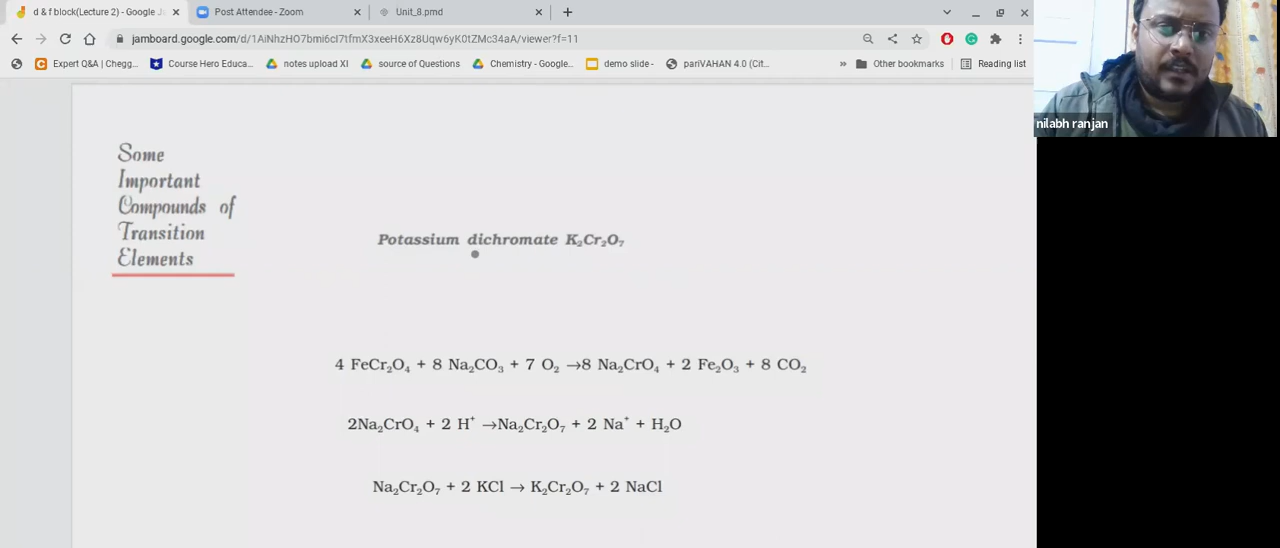 d & f block(Lecture 2) - Google J
Post Attendee - Zoom
Unit_8.pmd
jamboard.google.com/d/1AiNhzHO7bmi6cI7tfmX3xeeH6Xz8Uqw6yK0tZMc34aA/viewer?f=11
Expert Q&A | Chegg...
Course Hero Educa...
notes upload XI
source of Questions
Chemistry - Googl...
demo slide -
pariVAHAN 4.0 (Cit...
»
Other bookmarks
Reading list
nilabh ranjan
Some
Important
Compounds of
Transition
Elements
Potassium dichromate K₂Cr₂O₇
4 FeCr₂O₄ + 8 Na₂CO₃ + 7 O₂ →8 Na₂CrO₄ + 2 Fe₂O₃ + 8 CO₂
2Na₂CrO₄ + 2 H⁺ →Na₂Cr₂O₇ + 2 Na⁺ + H₂O
Na₂Cr₂O₇ + 2 KCl → K₂Cr₂O₇ + 2 NaCl